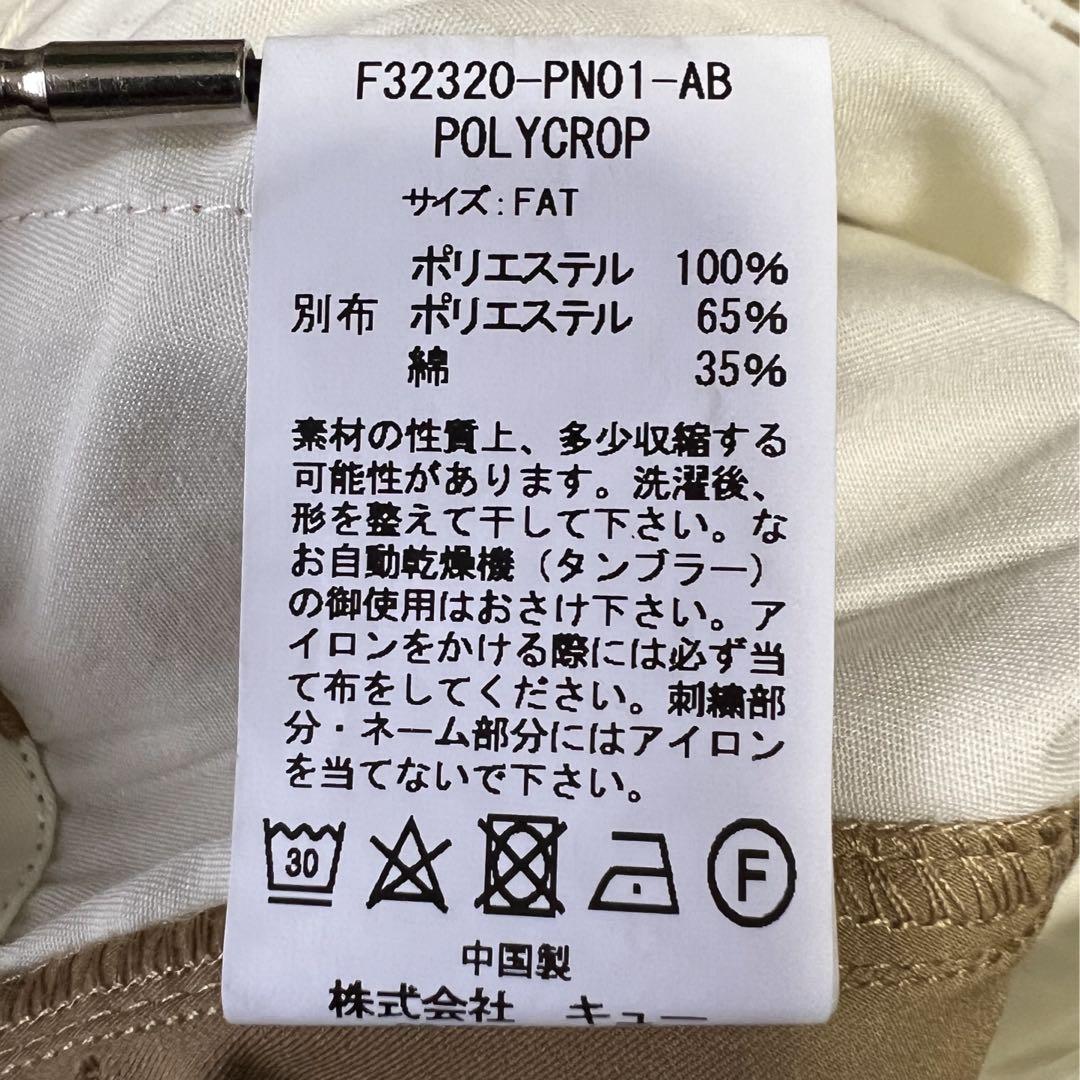 F32320-PN01-AB
POLYCROP
サイズ:FAT
ポリエステル 100%
別布 ポリエステル 65%
綿 35%
素材の性質上、多少収縮する
可能性があります。洗濯後、
形を整えて干して下さい。な
お自動乾燥機(タンブラー)
の御使用はおさけ下さい。ア
イロンをかける際には必ず当
て布をしてください。刺繍部
分・ネーム部分にはアイロン
を当てないで下さい。
30 F
中国製
株式会社 キュー